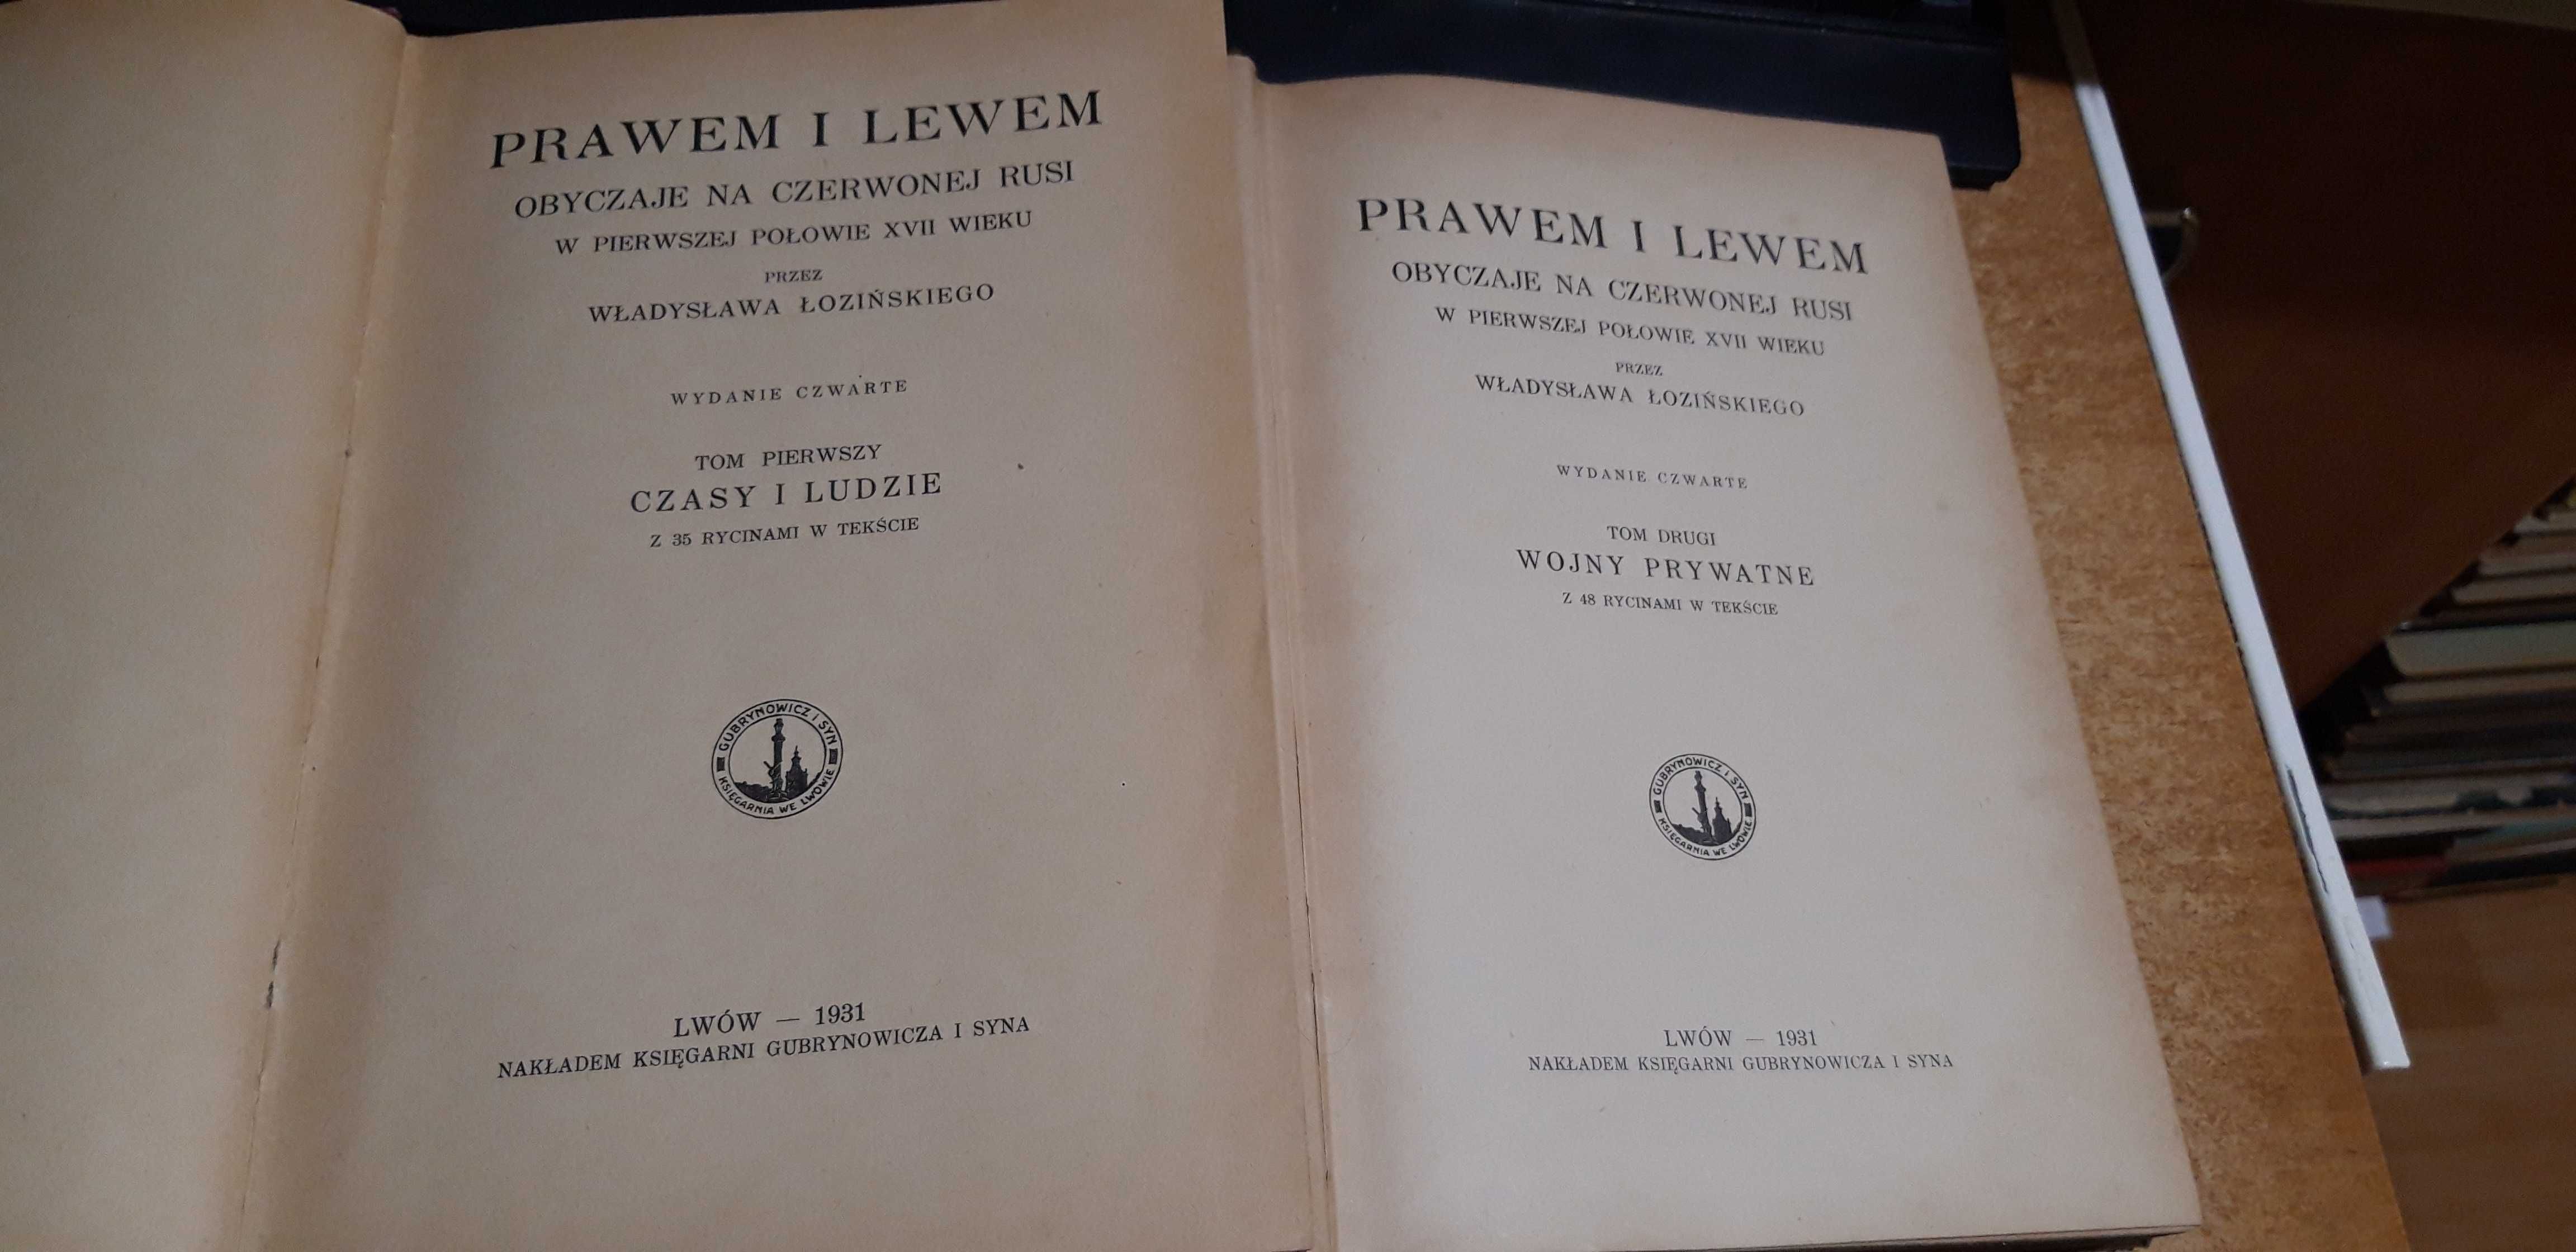 PRAWEM I LEWEM
OBYCZAJE NA CZERWONEJ RUSI
W PIERWSZEJ POŁOWIE XVII WIEKU
PRZEZ
WŁADYSŁAWA ŁOZIŃSKIEGO
WYDANIE CZWARTE
TOM PIERWSZY
CZASY I LUDZIE
Z 35 RYCINAMI W TEKŚCIE
GUBRYNOWICZ I SYN
KSIĘGARNIA WE LWOWIE
LWÓW — 1931
NAKŁADEM KSIĘGARNI GUBRYNOWICZA I SYNA
PRAWEM I LEWEM
OBYCZAJE NA CZERWONEJ RUSI
W PIERWSZEJ POŁOWIE XVII WIEKU
PRZEZ
WŁADYSŁAWA ŁOZIŃSKIEGO
WYDANIE CZWARTE
TOM DRUGI
WOJNY PRYWATNE
Z 48 RYCINAMI W TEKŚCIE
GUBRYNOWICZ I SYN
KSIĘGARNIA WE LWOWIE
LWÓW — 1931
NAKŁADEM KSIĘGARNI GUBRYNOWICZA I SYNA